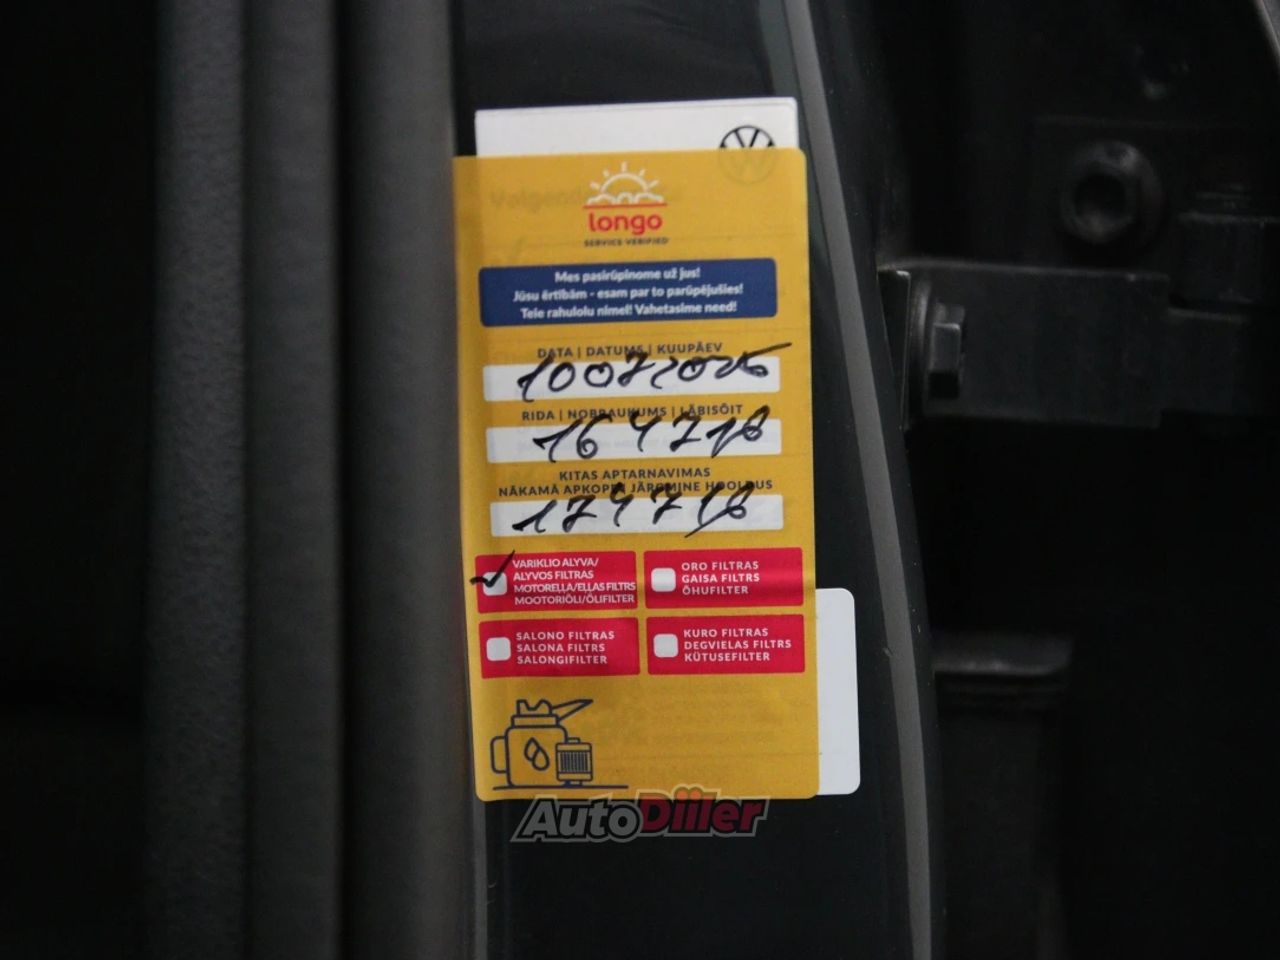 longo
SERVICE VERIFIED
Mes pasirūpinome už jus!
Jūsu ērtībām - esam par to parūpējušies!
Teie rahulolu nimel! Vahetasime need!
DATA | DATUMS | KUUPÄEV
RIDA | NOBRAUKUMS | LÄBISÕIT
164718
KITAS APTARNAVIMAS
NĀKAMĀ APKOPE | JÄRGMINE HOOLDUS
174718
VARIKLIO ALYVA/
ALYVOS FILTRAS
MOTOREĻĻA/EĻĻAS FILTRS
MOOTORIÕLI/ÕLIFILTER
ORO FILTRAS
GAISA FILTRS
ÕHUFILTER
SALONO FILTRAS
SALONA FILTRS
SALONGIFILTER
KURO FILTRAS
DEGVIELAS FILTRS
KÜTUSEFILTER
AutoDiiler